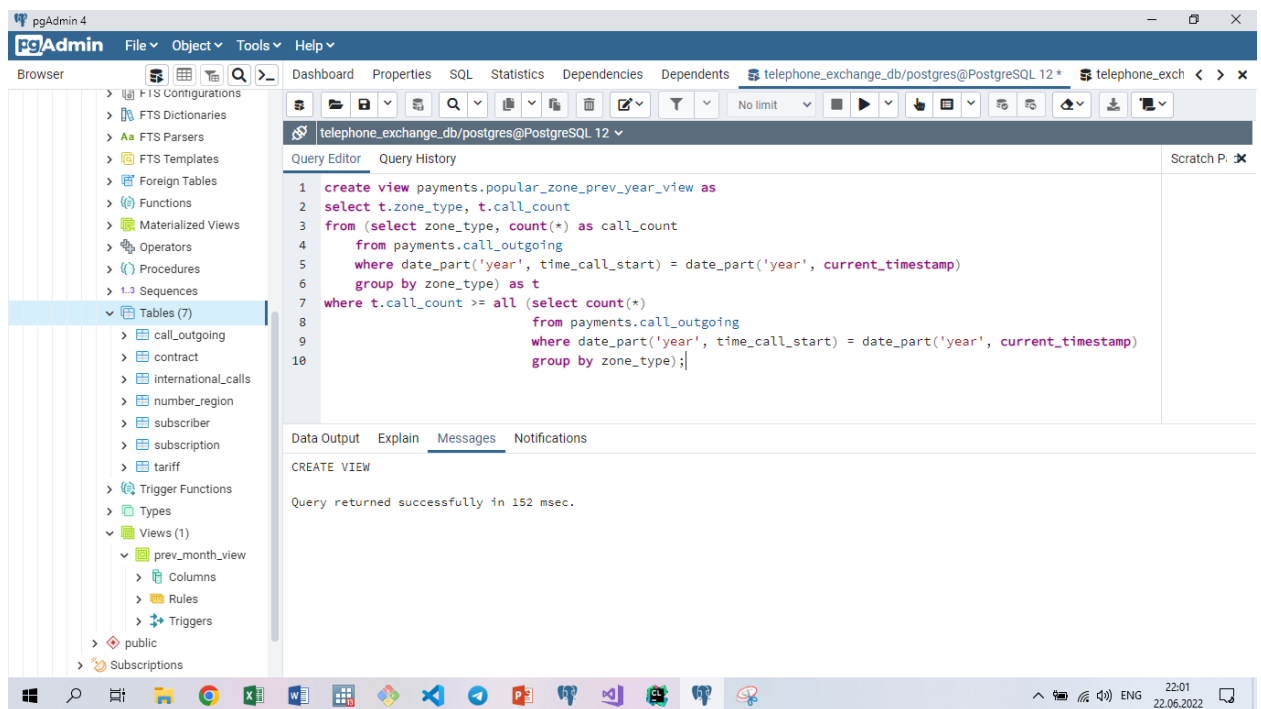 pgAdmin 4
pgAdmin File Object Tools Help
Browser
Dashboard Properties SQL Statistics Dependencies Dependents telephone_exchange_db/postgres@PostgreSQL 12 * telephone_exch
FTS Configurations
FTS Dictionaries
Aa FTS Parsers
FTS Templates
Foreign Tables
Functions
Materialized Views
Operators
Procedures
1..3 Sequences
Tables (7)
call_outgoing
contract
international_calls
number_region
subscriber
subscription
tariff
Trigger Functions
Types
Views (1)
prev_month_view
Columns
Rules
Triggers
public
Subscriptions
No limit
telephone_exchange_db/postgres@PostgreSQL 12
Query Editor Query History
Scratch Pa
1 create view payments.popular_zone_prev_year_view as
2 select t.zone_type, t.call_count
3 from (select zone_type, count(*) as call_count
4 from payments.call_outgoing
5 where date_part('year', time_call_start) = date_part('year', current_timestamp)
6 group by zone_type) as t
7 where t.call_count >= all (select count(*)
8 from payments.call_outgoing
9 where date_part('year', time_call_start) = date_part('year', current_timestamp)
10 group by zone_type);
Data Output Explain Messages Notifications
CREATE VIEW
Query returned successfully in 152 msec.
ENG
22:01
22.06.2022